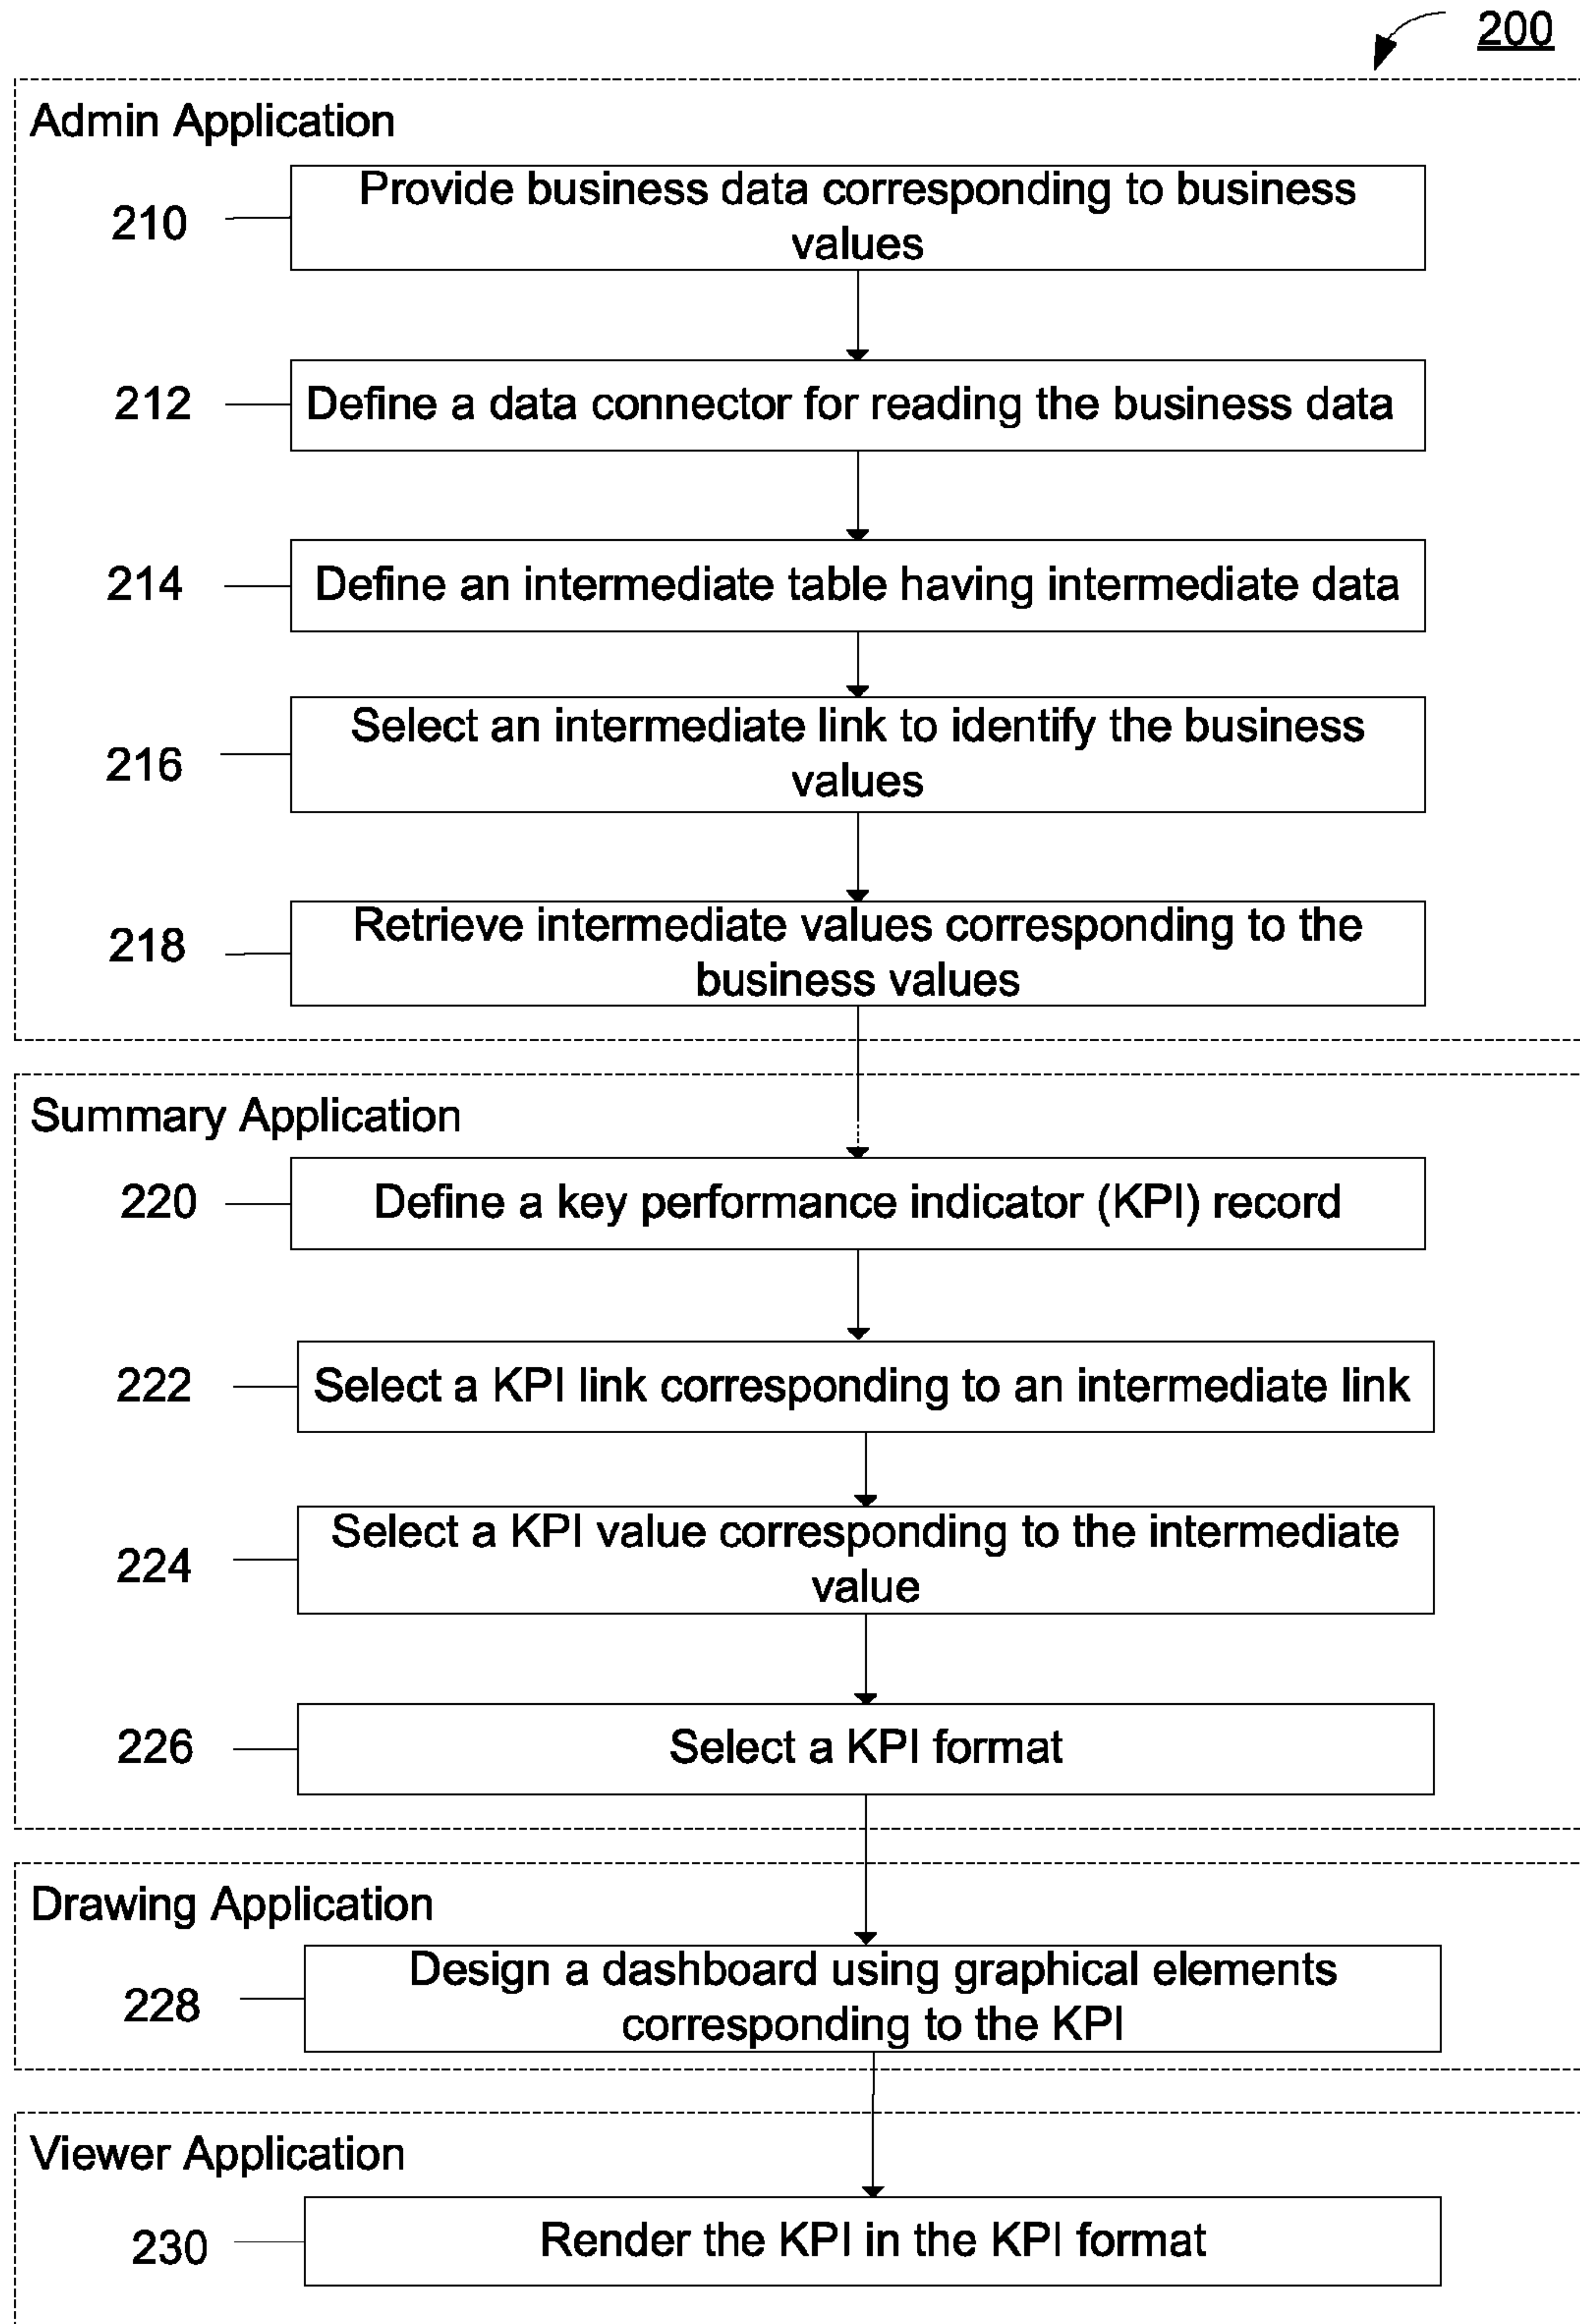 200
Admin Application
Provide business data corresponding to business
values
210
Define a data connector for reading the business data
212
Define an intermediate table having intermediate data
214
Select an intermediate link to identify the business
values
216
Retrieve intermediate values corresponding to the
business values
218
Summary Application
Define a key performance indicator (KPI) record
220
Select a KPI link corresponding to an intermediate link
222
Select a KPI value corresponding to the intermediate
value
224
Select a KPI format
226
Drawing Application
Design a dashboard using graphical elements
corresponding to the KPI
228
Viewer Application
Render the KPI in the KPI format
230